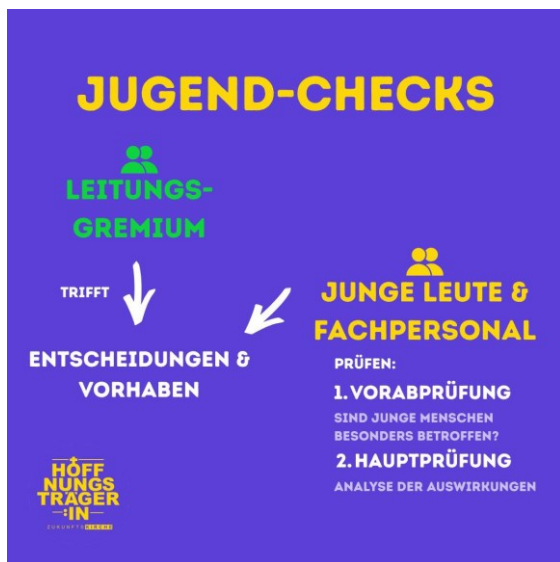 JUGEND-CHECKS
LEITUNGS-
GREMIUM
TRIFFT
ENTSCHEIDUNGEN &
VORHABEN
JUNGE LEUTE &
FACHPERSONAL
PRÜFEN:
1. VORABPRÜFUNG
SIND JUNGE MENSCHEN
BESONDERS BETROFFEN?
2. HAUPTPRÜFUNG
ANALYSE DER AUSWIRKUNGEN
HOFF
NUNGS
TRÄGER
:IN
ZUKUNFTSKIRCHE